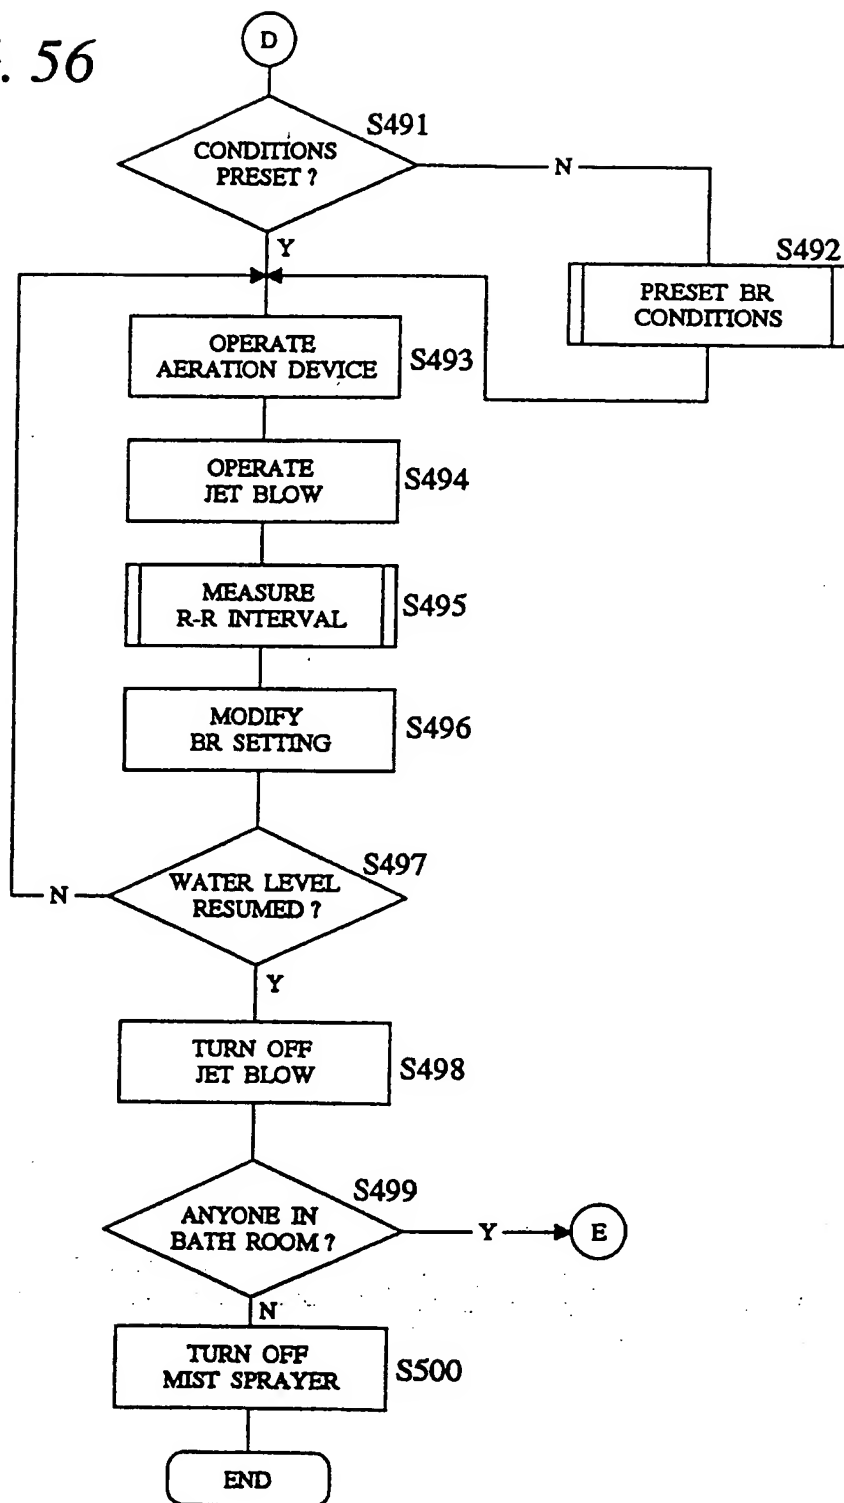 . 56
D
S491
CONDITIONS
PRESET ?
N
Y
S492
PRESET BR
CONDITIONS
OPERATE
AERATION DEVICE
S493
OPERATE
JET BLOW
S494
MEASURE
R-R INTERVAL
S495
MODIFY
BR SETTING
S496
S497
WATER LEVEL
RESUMED ?
N
Y
TURN OFF
JET BLOW
S498
S499
ANYONE IN
BATH ROOM ?
Y
E
N
TURN OFF
MIST SPRAYER
S500
END